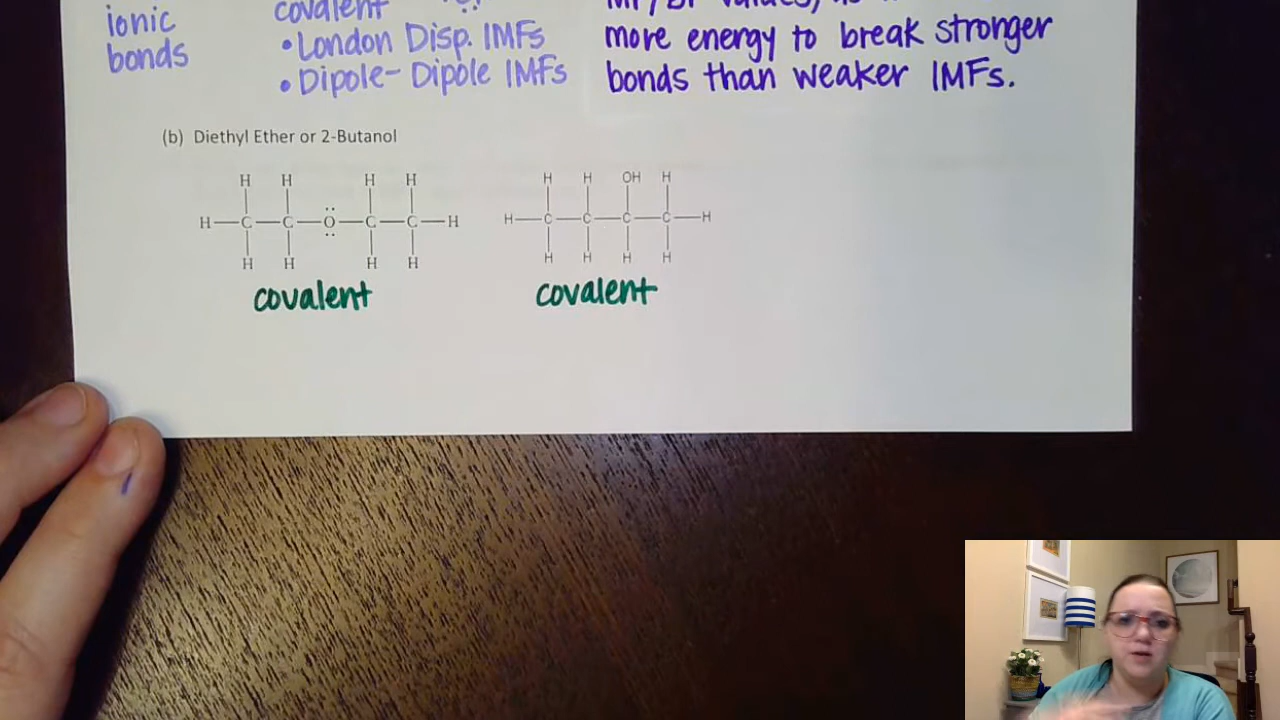 ionic
bonds
covalent
•London Disp. IMFs
•Dipole-Dipole IMFs
more energy to break stronger
bonds than weaker IMFs.
(b) Diethyl Ether or 2-Butanol
H H H H
H C C O C C H
H H H H
H H OH H
H C C C C H
H H H H
covalent
covalent